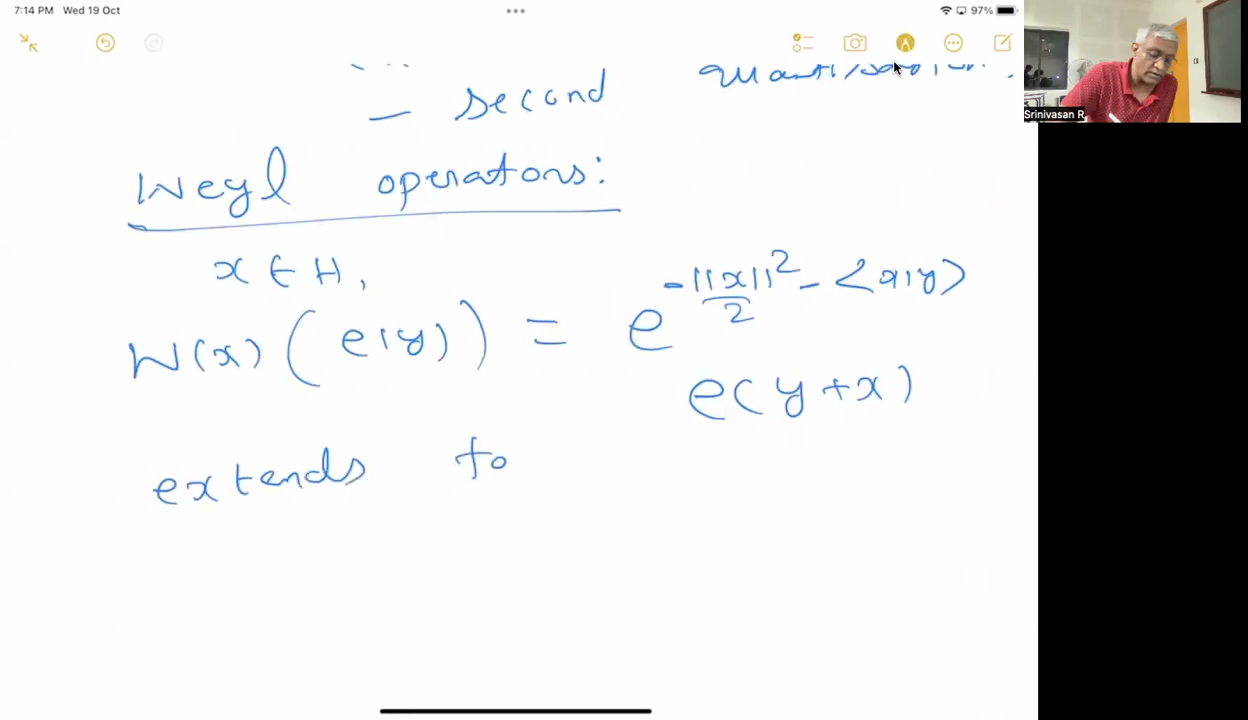 7:14 PM Wed 19 Oct
97%
— second
Weyl operators:
x ∈ H,
W(x) ( e(y) ) = e^{-||x||²/2 - <x|y>}
e(y+x)
extends to
Srinivasan R